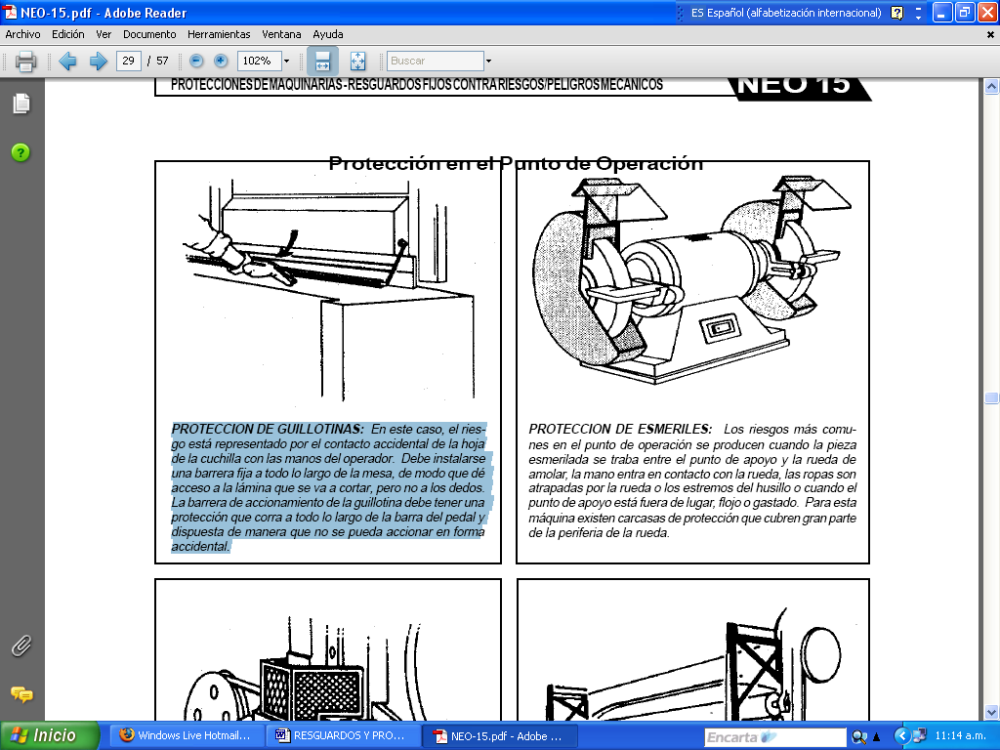 NEO-15.pdf - Adobe Reader
ES Español (alfabetización internacional)
Archivo Edición Ver Documento Herramientas Ventana Ayuda
29 / 57 102% Buscar
PROTECCIONES DE MAQUINARIAS - RESGUARDOS FIJOS CONTRA RIESGOS/PELIGROS MECANICOS
NEO 15
Protección en el Punto de Operación
PROTECCION DE GUILLOTINAS: En este caso, el ries-
go está representado por el contacto accidental de la hoja
de la cuchilla con las manos del operador. Debe instalarse
una barrera fija a todo lo largo de la mesa, de modo que dé
acceso a la lámina que se va a cortar, pero no a los dedos.
La barrera de accionamiento de la guillotina debe tener una
protección que corra a todo lo largo de la barra del pedal y
dispuesta de manera que no se pueda accionar en forma
accidental.
PROTECCION DE ESMERILES: Los riesgos más comu-
nes en el punto de operación se producen cuando la pieza
esmerilada se traba entre el punto de apoyo y la rueda de
amolar, la mano entra en contacto con la rueda, las ropas son
atrapadas por la rueda o los estremos del husillo o cuando el
punto de apoyo está fuera de lugar, flojo o gastado. Para esta
máquina existen carcasas de protección que cubren gran parte
de la periferia de la rueda.
Inicio
Windows Live Hotmail...
RESGUARDOS Y PRO...
NEO-15.pdf - Adobe ...
Encarta
11:14 a.m.